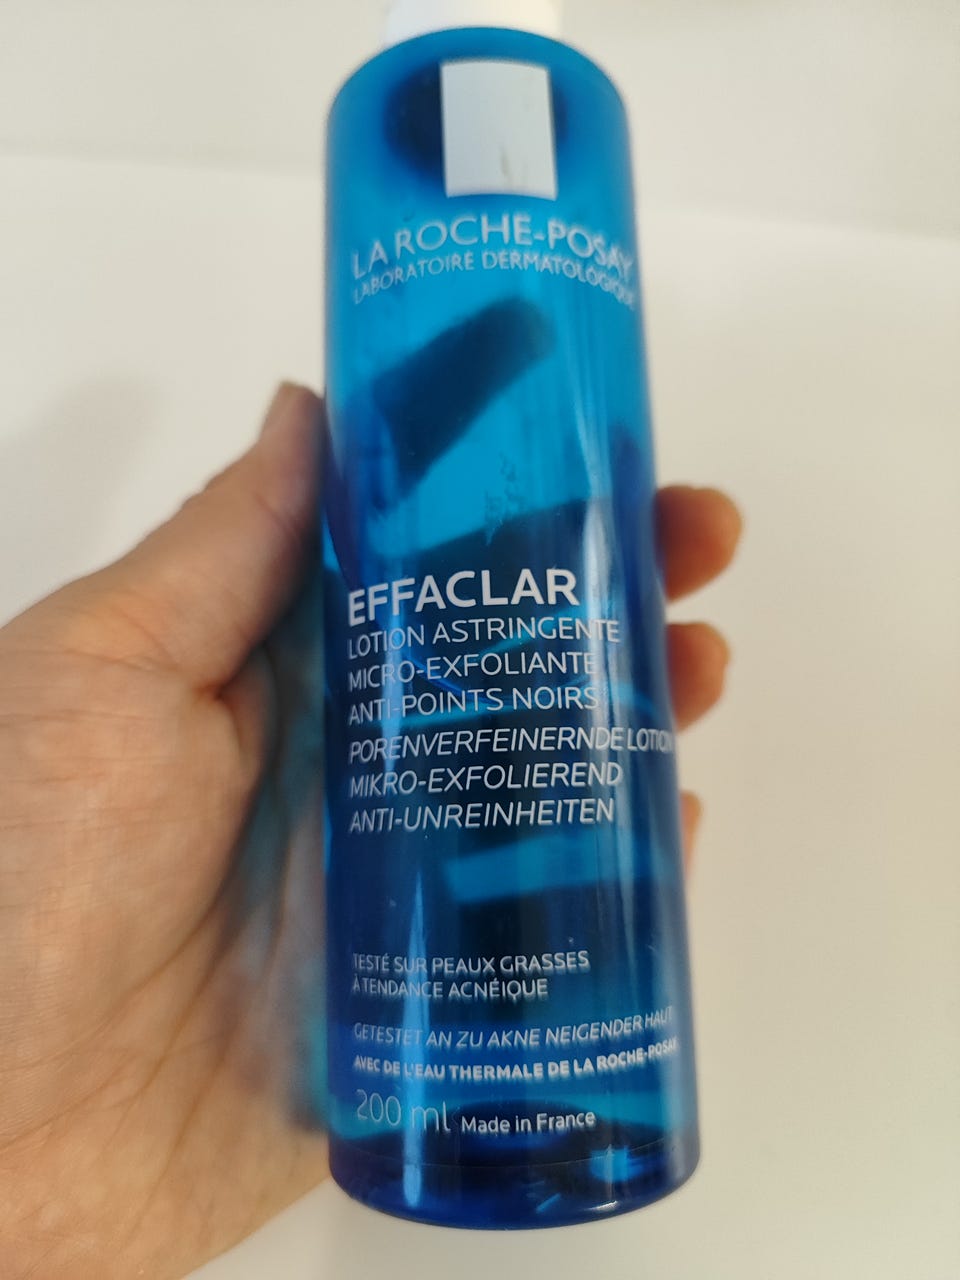 LA ROCHE-POSAY
LABORATOIRE DERMATOLOGIQUE
EFFACLAR
LOTION ASTRINGENTE
MICRO-EXFOLIANTE
ANTI-POINTS NOIRS
PORENVERFEINERNDE LOTION
MIKRO-EXFOLIEREND
ANTI-UNREINHEITEN
TESTÉ SUR PEAUX GRASSES
À TENDANCE ACNÉIQUE
GETESTET AN ZU AKNE NEIGENDER HAUT
AVEC DE L'EAU THERMALE DE LA ROCHE-POSAY
200 ml Made in France